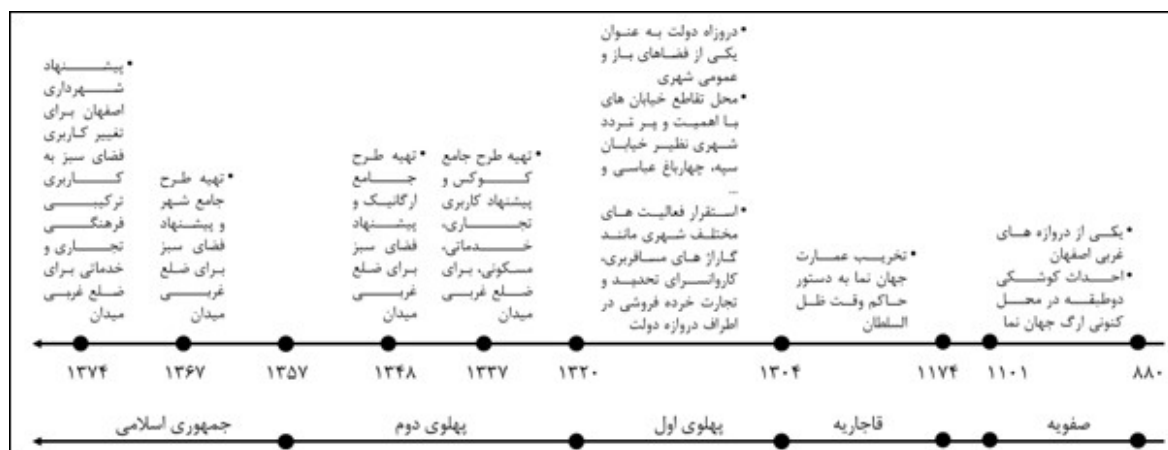 •یکی از دروازه های
غربی اصفهان
•احداث کوشکی
دوطبقه در محل
کنونی ارگ جهان نما
•تخریب عمارت
جهان نما به دستور
حاکم وقت ظل
السلطان
•دروزاه دولت به عنوان
یکی از فضاهای باز و
عمومی شهری
•محل تقاطع خیابان های
با اهمیت و پر تردد
شهری نظیر خیابان
سپه، چهارباغ عباسی و
...
•استقرار فعالیت های
مختلف شهری مانند
گاراژ های مسافربری،
کاروانسرای تحدید و
تجارت خرده فروشی در
اطراف دروازه دولت
•تهیه طرح جامع
کوکس و
پیشنهاد کاربری
تجاری،
خدماتی،
مسکونی، برای
ضلع غربی
میدان
•تهیه طرح
جامع
ارگانیک و
پیشنهاد
فضای سبز
برای ضلع
غربی
میدان
•تهیه طرح
جامع شهر
و پیشنهاد
فضای سبز
برای ضلع
غربی
میدان
•پیشنهاد
شهرداری
اصفهان برای
تغییر کاربری
فضای سبز به
کاربری
ترکیبی
فرهنگی
تجاری و
خدماتی برای
ضلع غربی
میدان
۸۸۰ ۱۱۰۱ ۱۱۷۴ ۱۳۰۴ ۱۳۲۰ ۱۳۳۷ ۱۳۴۸ ۱۳۵۷ ۱۳۶۷ ۱۳۷۴
صفویه قاجاریه پهلوی اول پهلوی دوم جمهوری اسلامی